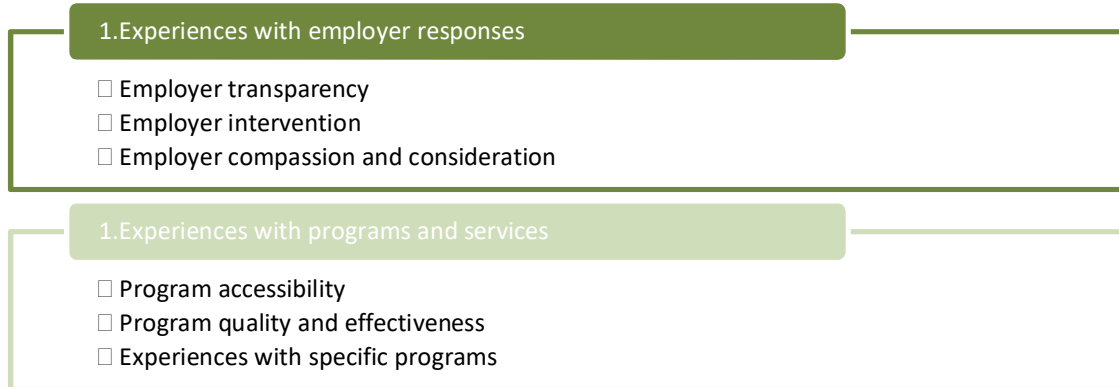 1.Experiences with employer responses
□ Employer transparency
□ Employer intervention
□ Employer compassion and consideration
1.Experiences with programs and services
□ Program accessibility
□ Program quality and effectiveness
□ Experiences with specific programs